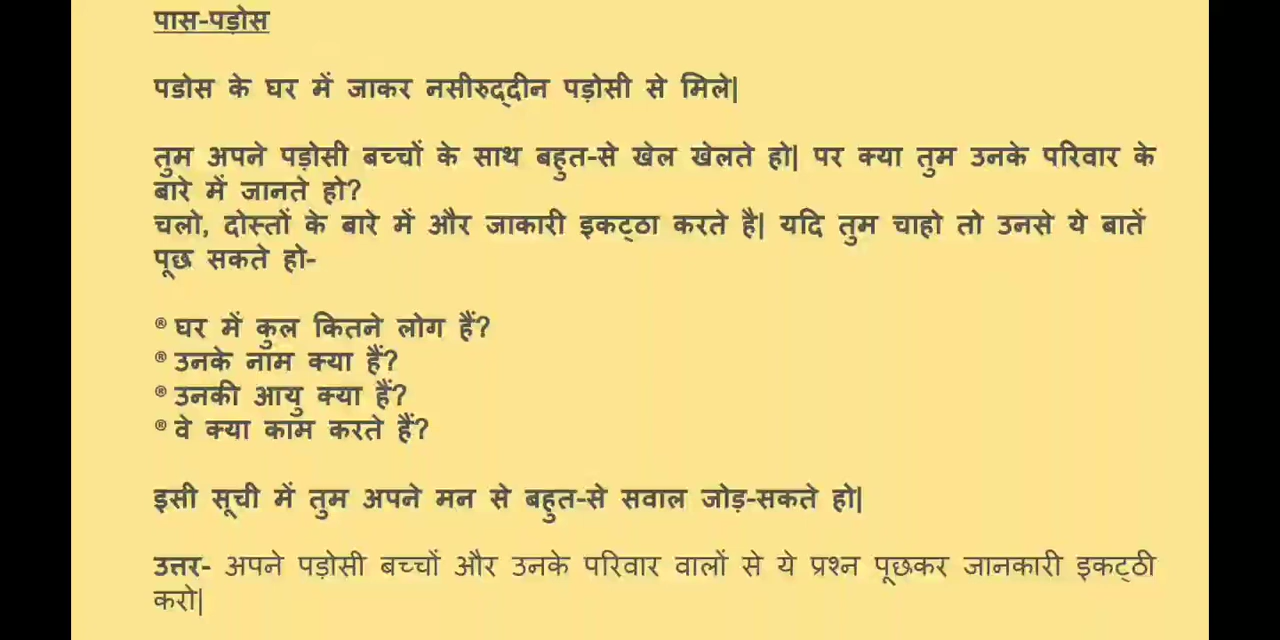 पास-पड़ोस
पडोस के घर में जाकर नसीरुद्दीन पड़ोसी से मिले|
तुम अपने पड़ोसी बच्चों के साथ बहुत-से खेल खेलते हो| पर क्या तुम उनके परिवार के
बारे में जानते हो?
चलो, दोस्तों के बारे में और जाकारी इकट्ठा करते है| यदि तुम चाहो तो उनसे ये बातें
पूछ सकते हो-
® घर में कुल कितने लोग हैं?
® उनके नाम क्या हैं?
® उनकी आयु क्या हैं?
® वे क्या काम करते हैं?
इसी सूची में तुम अपने मन से बहुत-से सवाल जोड़-सकते हो|
उत्तर- अपने पड़ोसी बच्चों और उनके परिवार वालों से ये प्रश्न पूछकर जानकारी इकट्ठी
करो|